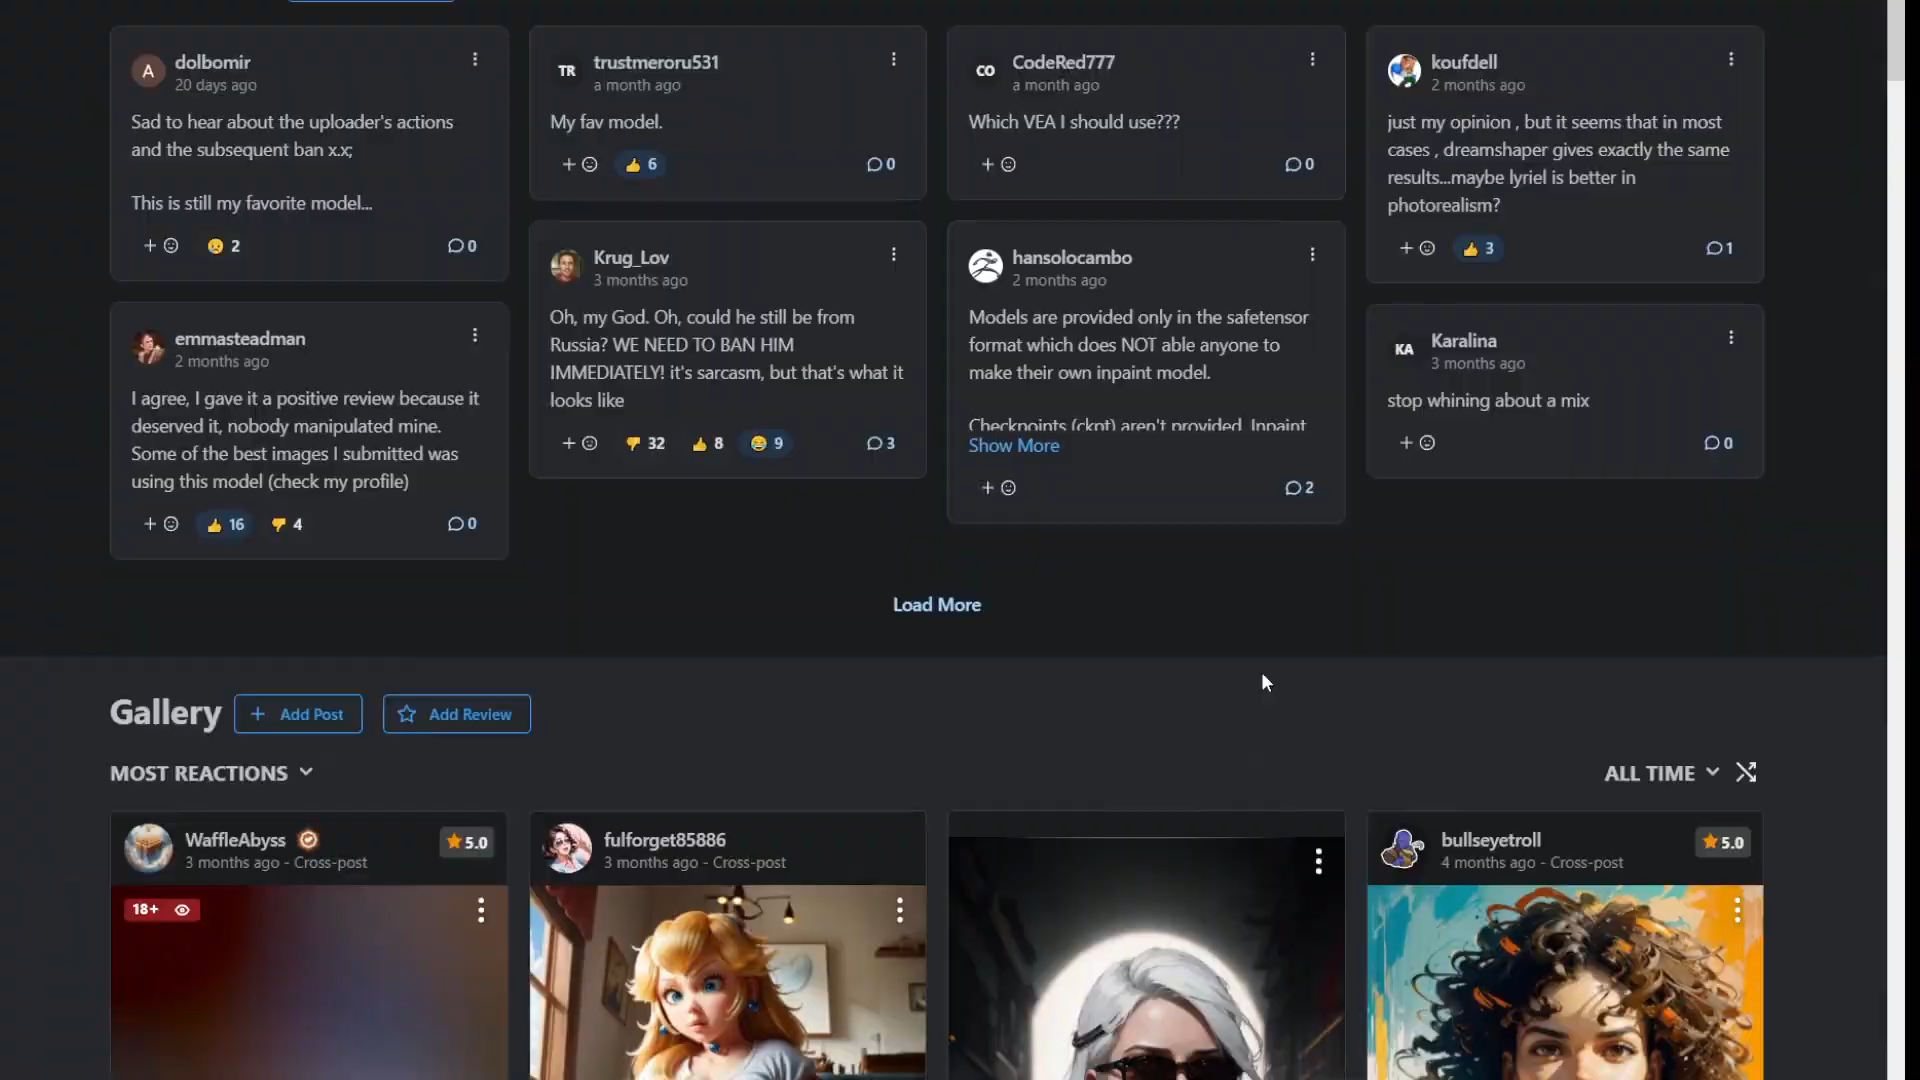 A
dolbomir
20 days ago
Sad to hear about the uploader's actions
and the subsequent ban x.x;
This is still my favorite model...
2
0
emmasteadman
2 months ago
I agree, I gave it a positive review because it
deserved it, nobody manipulated mine.
Some of the best images I submitted was
using this model (check my profile)
16
4
0
TR
trustmeroru531
a month ago
My fav model.
6
0
Krug_Lov
3 months ago
Oh, my God. Oh, could he still be from
Russia? WE NEED TO BAN HIM
IMMEDIATELY! it's sarcasm, but that's what it
looks like
32
8
9
3
CO
CodeRed777
a month ago
Which VEA I should use???
0
hansolocambo
2 months ago
Models are provided only in the safetensor
format which does NOT able anyone to
make their own inpaint model.
Checkpoints (ckpt) aren't provided. Inpaint
Show More
2
koufdell
2 months ago
just my opinion , but it seems that in most
cases , dreamshaper gives exactly the same
results...maybe lyriel is better in
photorealism?
3
1
KA
Karalina
3 months ago
stop whining about a mix
0
Load More
Gallery
+ Add Post
Add Review
MOST REACTIONS
ALL TIME
WaffleAbyss
3 months ago - Cross-post
5.0
18+
fulforget85886
3 months ago - Cross-post
bullseyetroll
4 months ago - Cross-post
5.0